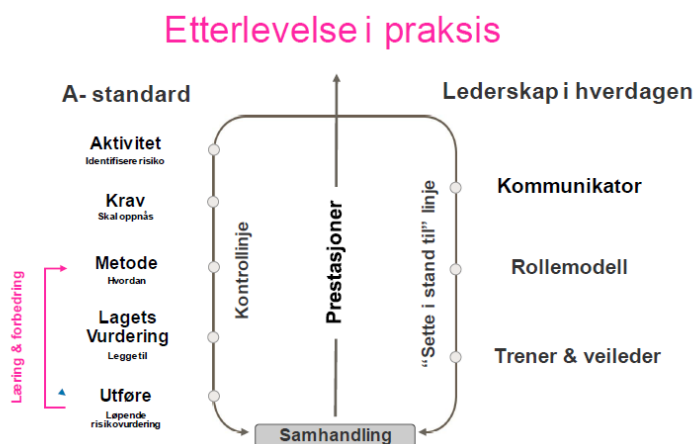 Etterlevelse i praksis
A- standard
Lederskap i hverdagen
Aktivitet
Identifisere risiko
Krav
Skal oppnås
Metode
Hvordan
Lagets
Vurdering
Legge til
Utføre
Løpende
risikovurdering
Læring & forbedring
Kontrollinje
Prestasjoner
"Sette i stand til" linje
Kommunikator
Rollemodell
Trener & veileder
Samhandling